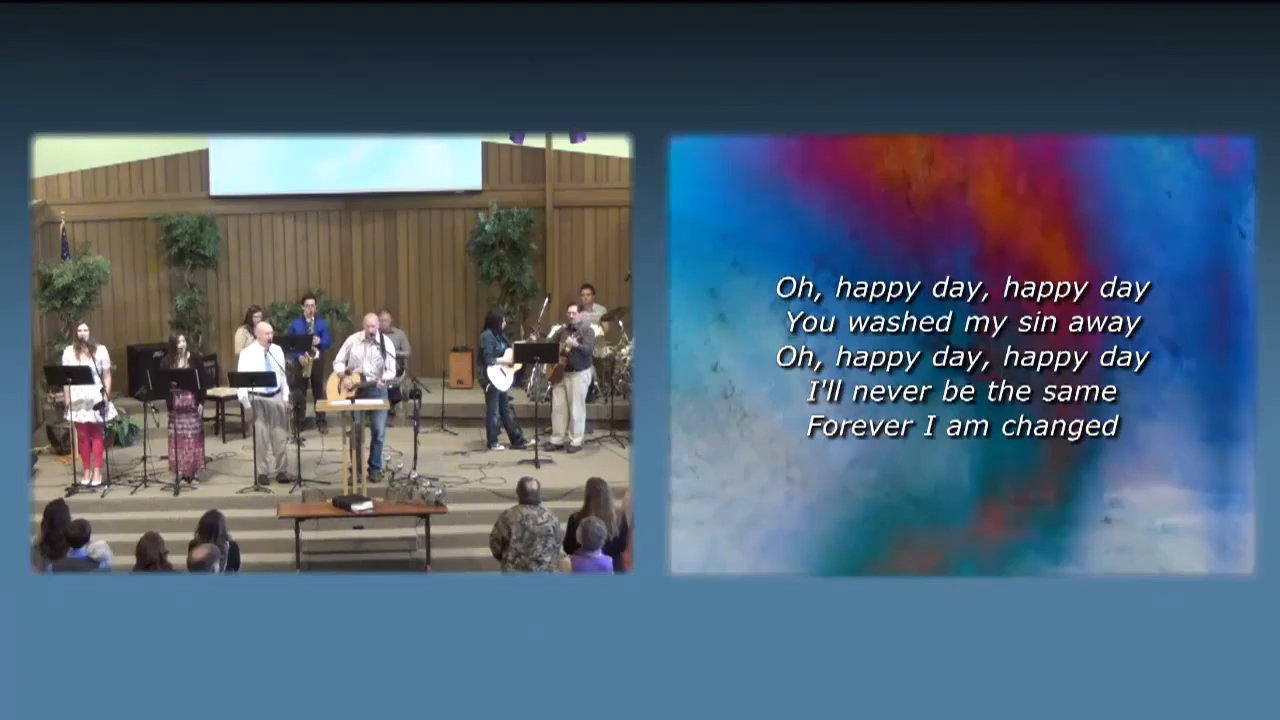 Oh, happy day, happy day
You washed my sin away
Oh, happy day, happy day
I'll never be the same
Forever I am changed